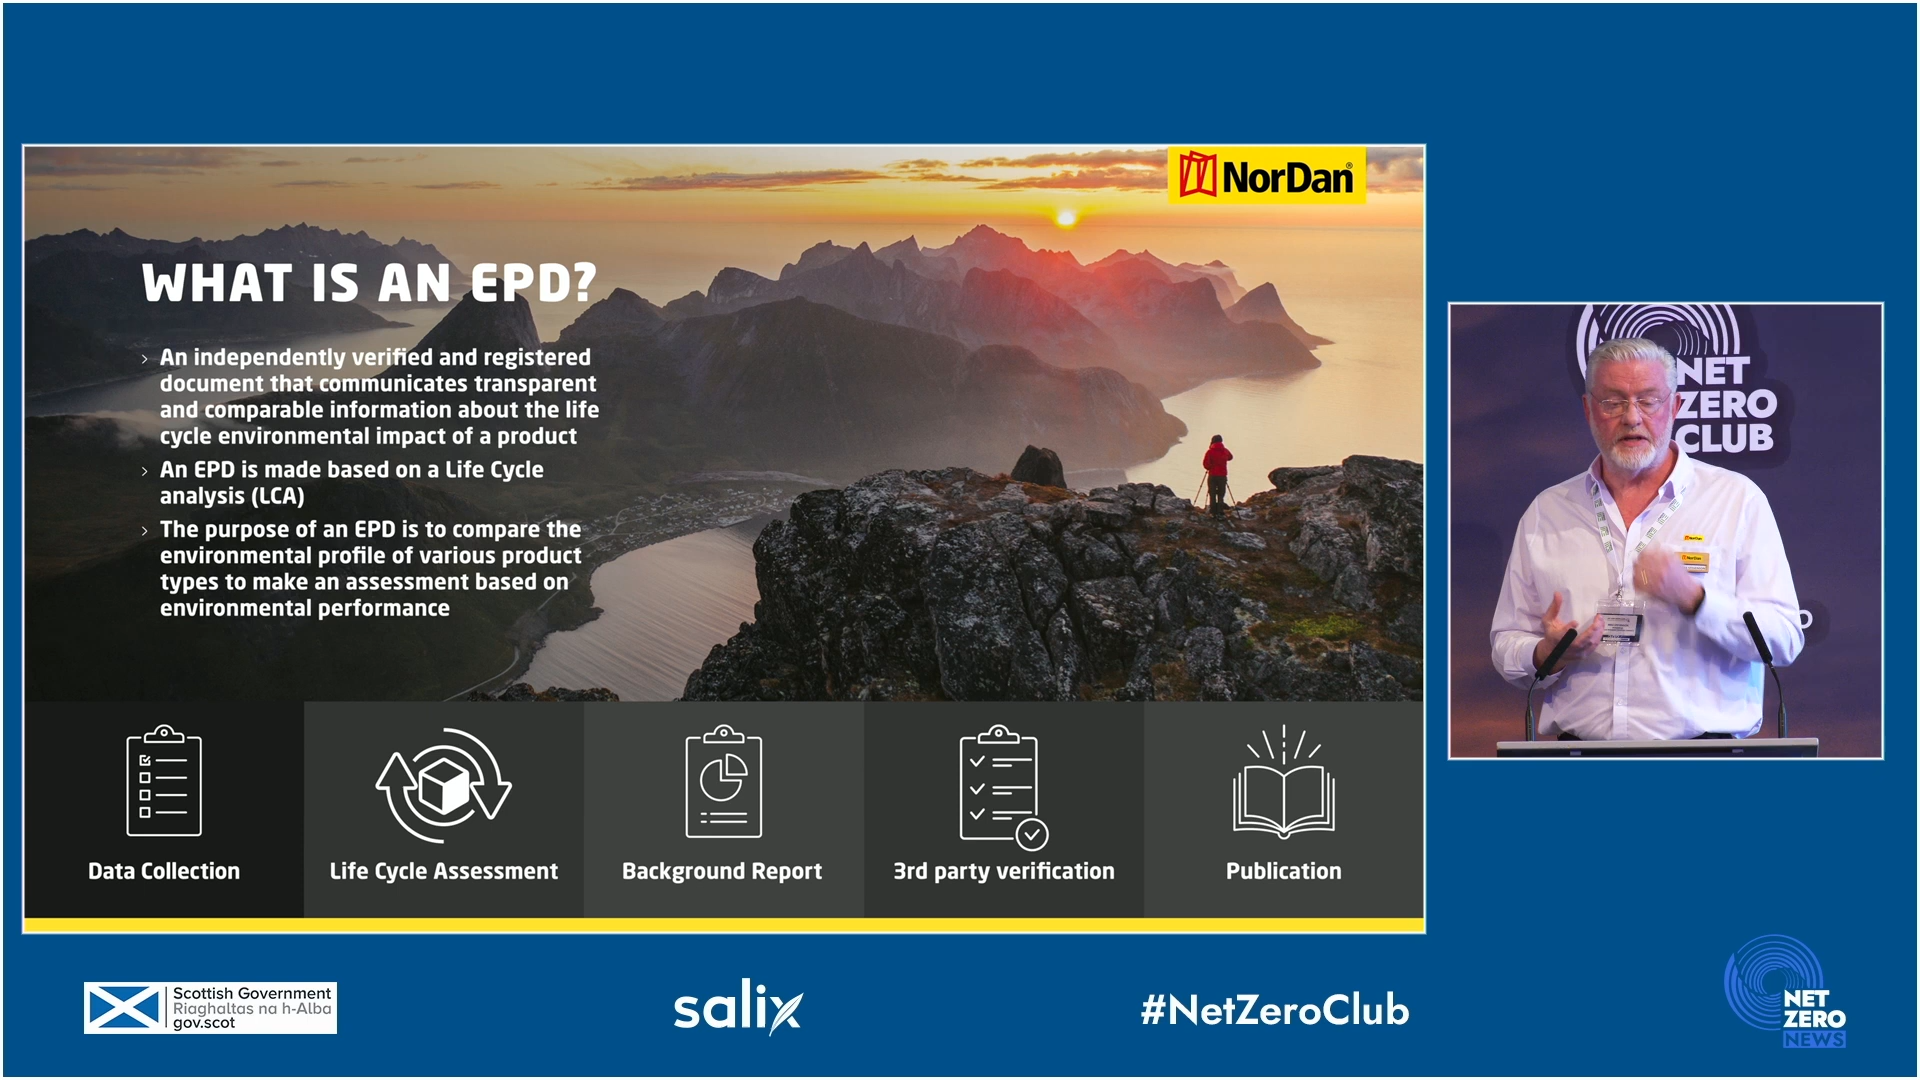 NorDan®
WHAT IS AN EPD?
› An independently verified and registered
document that communicates transparent
and comparable information about the life
cycle environmental impact of a product
› An EPD is made based on a Life Cycle
analysis (LCA)
› The purpose of an EPD is to compare the
environmental profile of various product
types to make an assessment based on
environmental performance
Data Collection
Life Cycle Assessment
Background Report
3rd party verification
Publication
NET
ZERO
CLUB
NorDan
NorDan
Scottish Government
Riaghaltas na h-Alba
gov.scot
salix
#NetZeroClub
NET
ZERO
NEWS